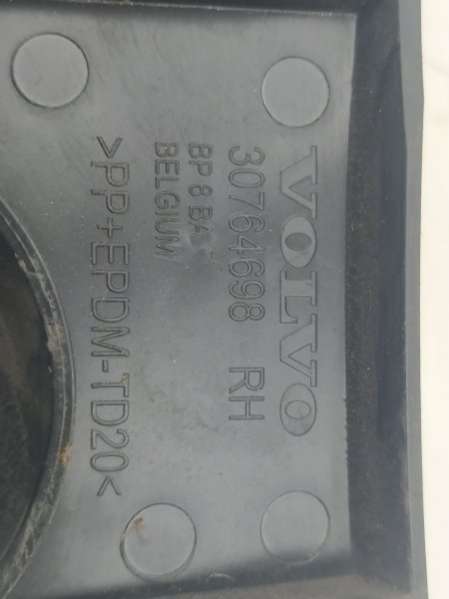 VOLVO
30764698 RH
BP 8 BA
BELGIUM
>PP+EPDM-TD20<